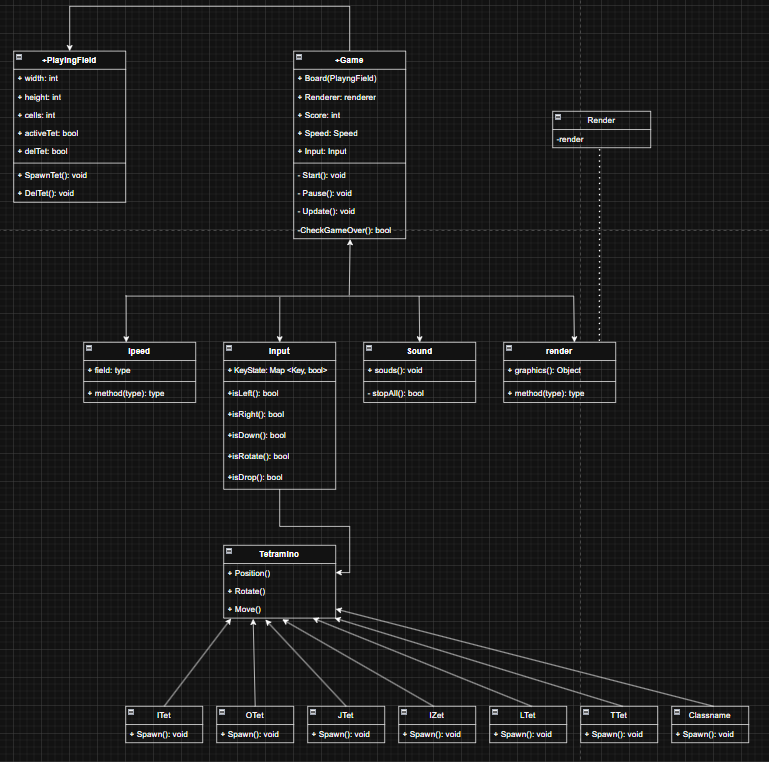 +PlayingField
+ width: int
+ height: int
+ cells: int
+ activeTet: bool
+ delTet: bool
+ SpawnTet(): void
+ DelTet(): void
+Game
+ Board(PlayngField)
+ Renderer: renderer
+ Score: int
+ Speed: Speed
+ Input: Input
- Start(): void
- Pause(): void
- Update(): void
-CheckGameOver(): bool
Render
-render
Ipeed
+ field: type
+ method(type): type
Input
+ KeyState: Map <Key, bool>
+isLeft(): bool
+isRight(): bool
+isDown(): bool
+isRotate(): bool
+isDrop(): bool
Sound
+ souds(): void
- stopAll(): bool
render
+ graphics(): Object
+ method(type): type
Tetramino
+ Position()
+ Rotate()
+ Move()
ITet
+ Spawn(): void
OTet
+ Spawn(): void
JTet
+ Spawn(): void
IZet
+ Spawn(): void
LTet
+ Spawn(): void
TTet
+ Spawn(): void
Classname
+ Spawn(): void